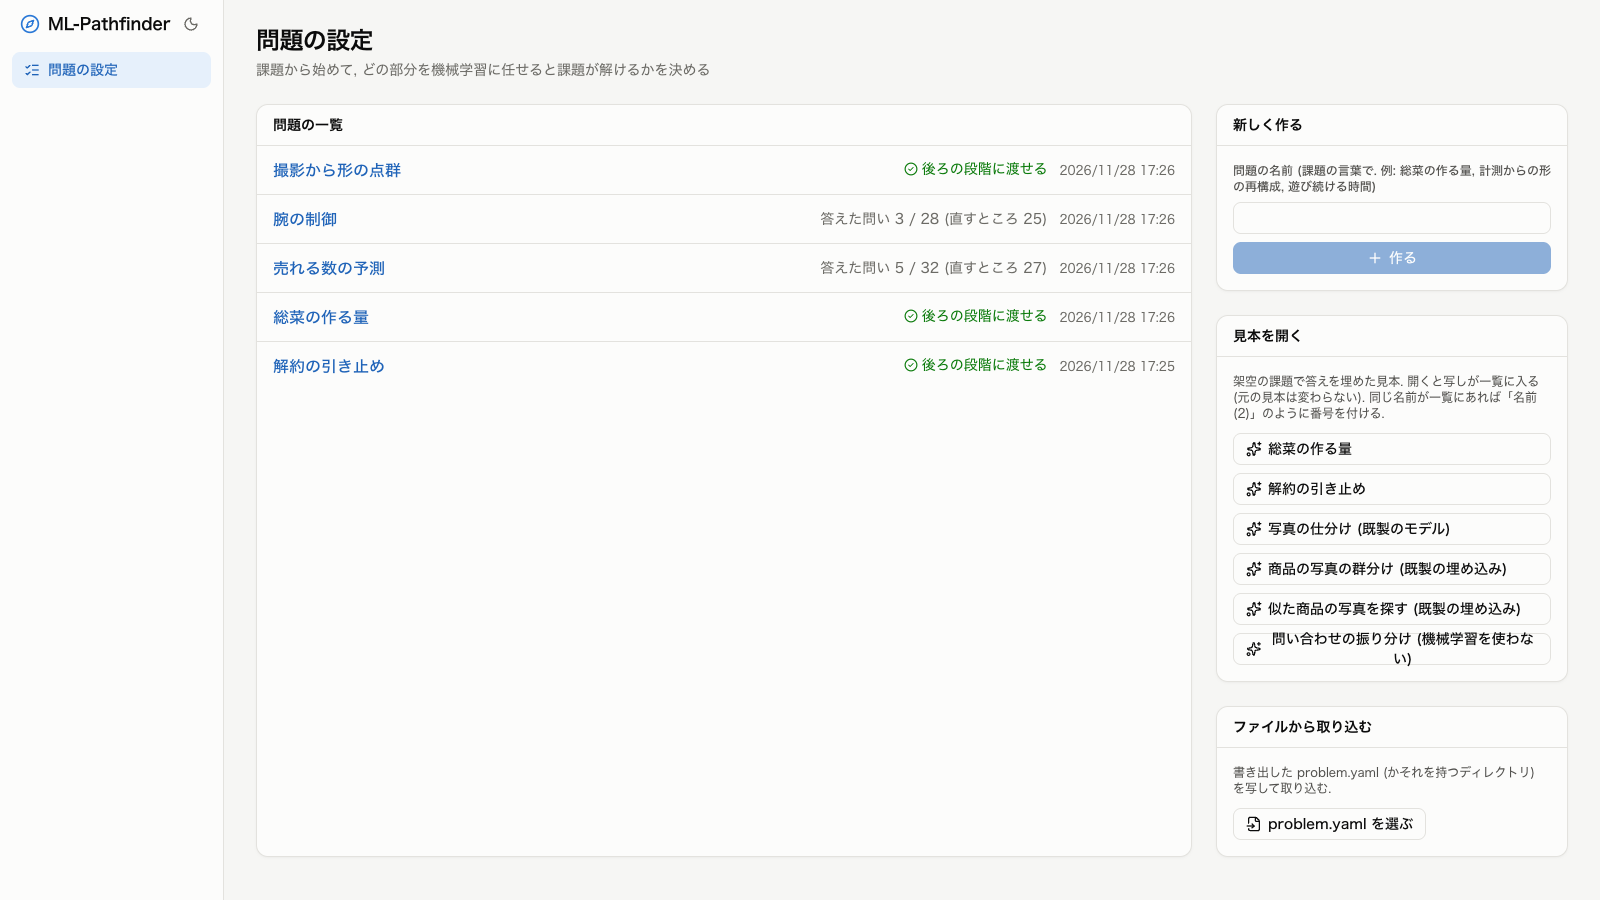 ML-Pathfinder
問題の設定
問題の設定
課題から始めて, どの部分を機械学習に任せると課題が解けるかを決める
問題の一覧
撮影から形の点群 後ろの段階に渡せる 2026/11/28 17:26
腕の制御 答えた問い 3 / 28 (直すところ 25) 2026/11/28 17:26
売れる数の予測 答えた問い 5 / 32 (直すところ 27) 2026/11/28 17:26
総菜の作る量 後ろの段階に渡せる 2026/11/28 17:26
解約の引き止め 後ろの段階に渡せる 2026/11/28 17:25
新しく作る
問題の名前 (課題の言葉で. 例: 総菜の作る量, 計測からの形
の再構成, 遊び続ける時間)
作る
見本を開く
架空の課題で答えを埋めた見本. 開くと写しが一覧に入る
(元の見本は変わらない). 同じ名前が一覧にあれば「名前
(2)」のように番号を付ける.
総菜の作る量
解約の引き止め
写真の仕分け (既製のモデル)
商品の写真の群分け (既製の埋め込み)
似た商品の写真を探す (既製の埋め込み)
問い合わせの振り分け (機械学習を使わな
い)
ファイルから取り込む
書き出した problem.yaml (かそれを持つディレクトリ)
を写して取り込む.
problem.yaml を選ぶ